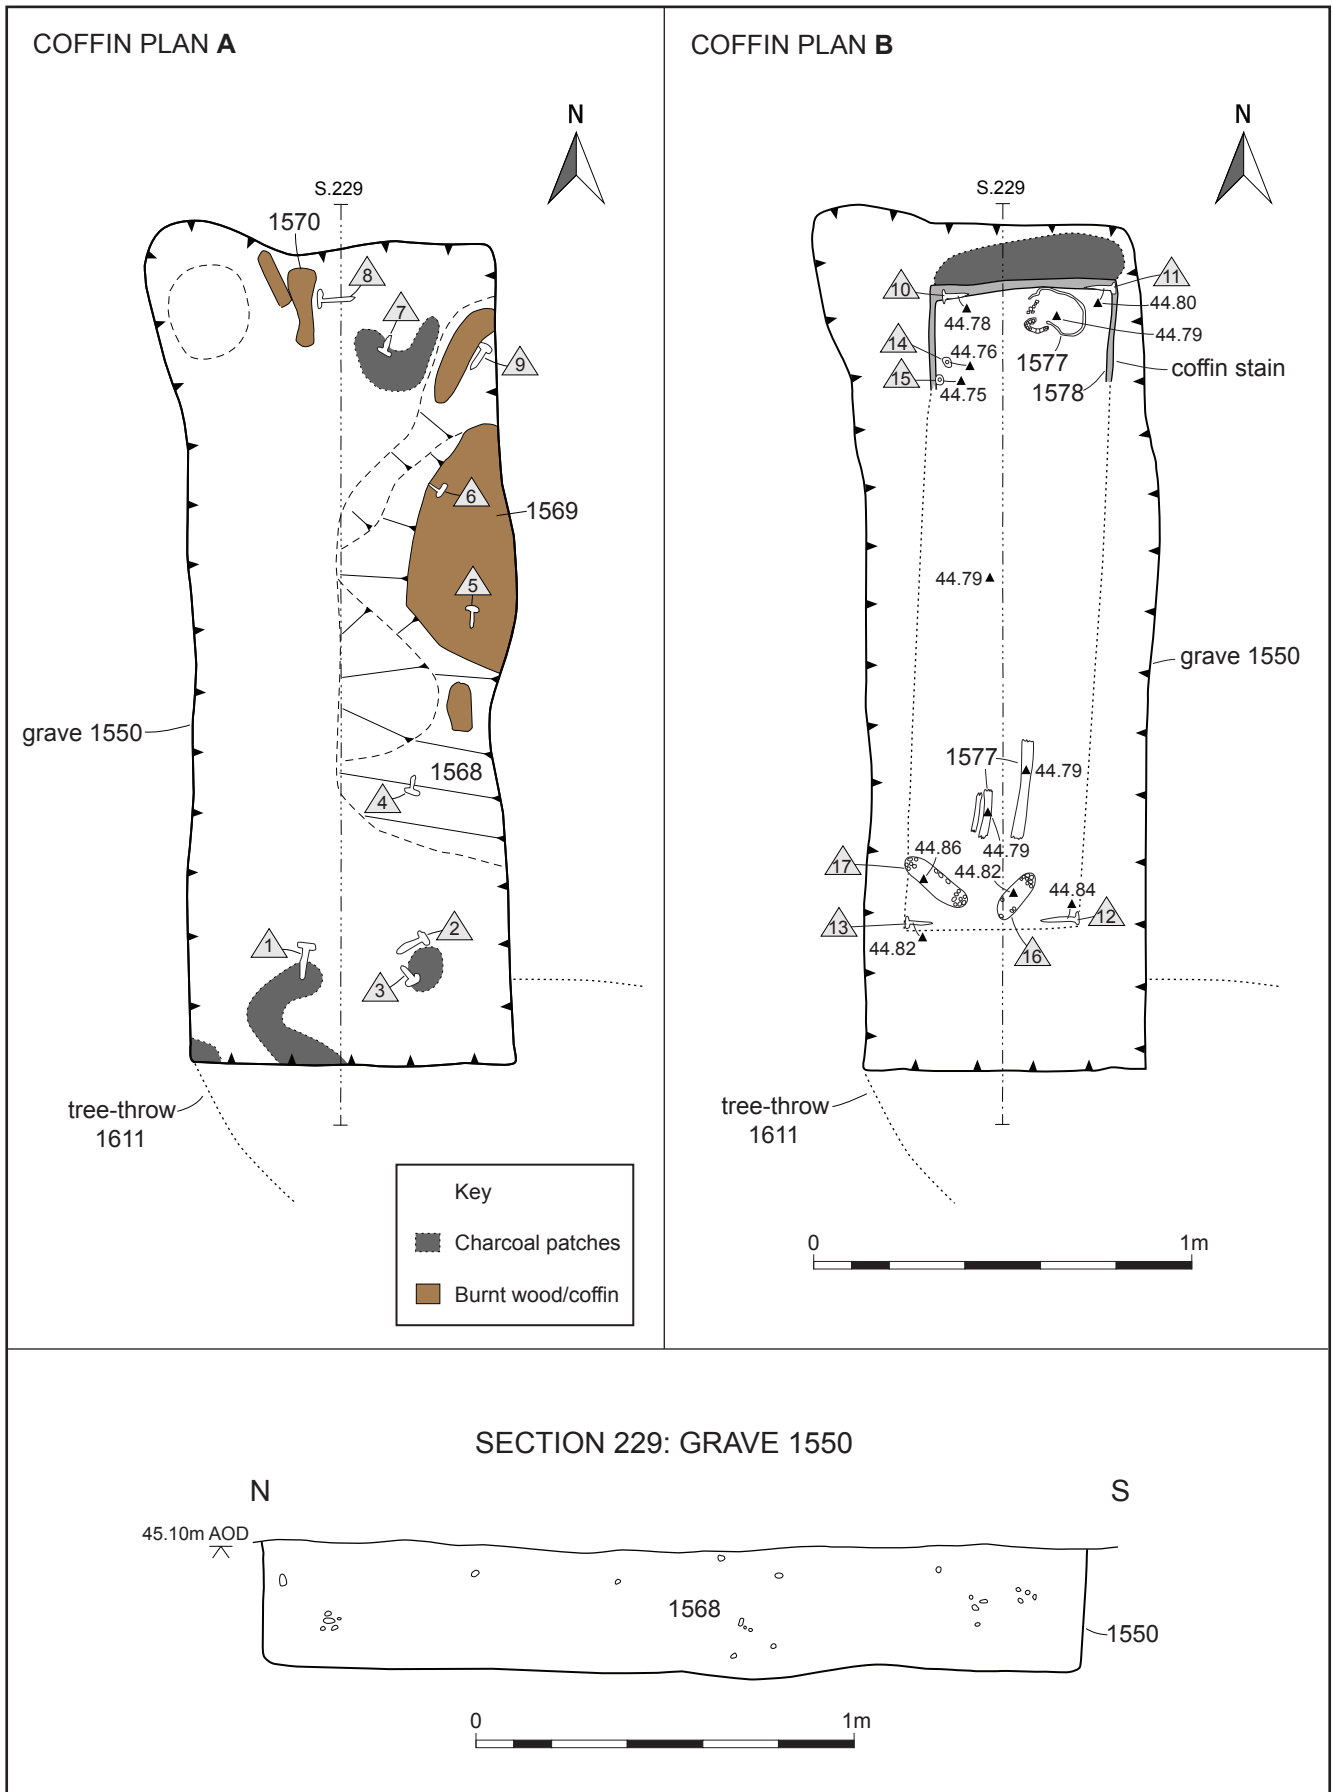 COFFIN PLAN A
N
S.229
1570
8
7
9
6
1569
5
grave 1550
1568
4
1
2
3
tree-throw
1611
Key
Charcoal patches
Burnt wood/coffin
COFFIN PLAN B
N
S.229
10
11
44.78
44.80
44.79
14
44.76
1577
15
44.75
1578
coffin stain
44.79
grave 1550
1577
44.79
44.79
17
44.86
44.82
44.84
13
12
44.82
16
tree-throw
1611
0
1m
SECTION 229: GRAVE 1550
N
S
45.10m AOD
1568
1550
0
1m